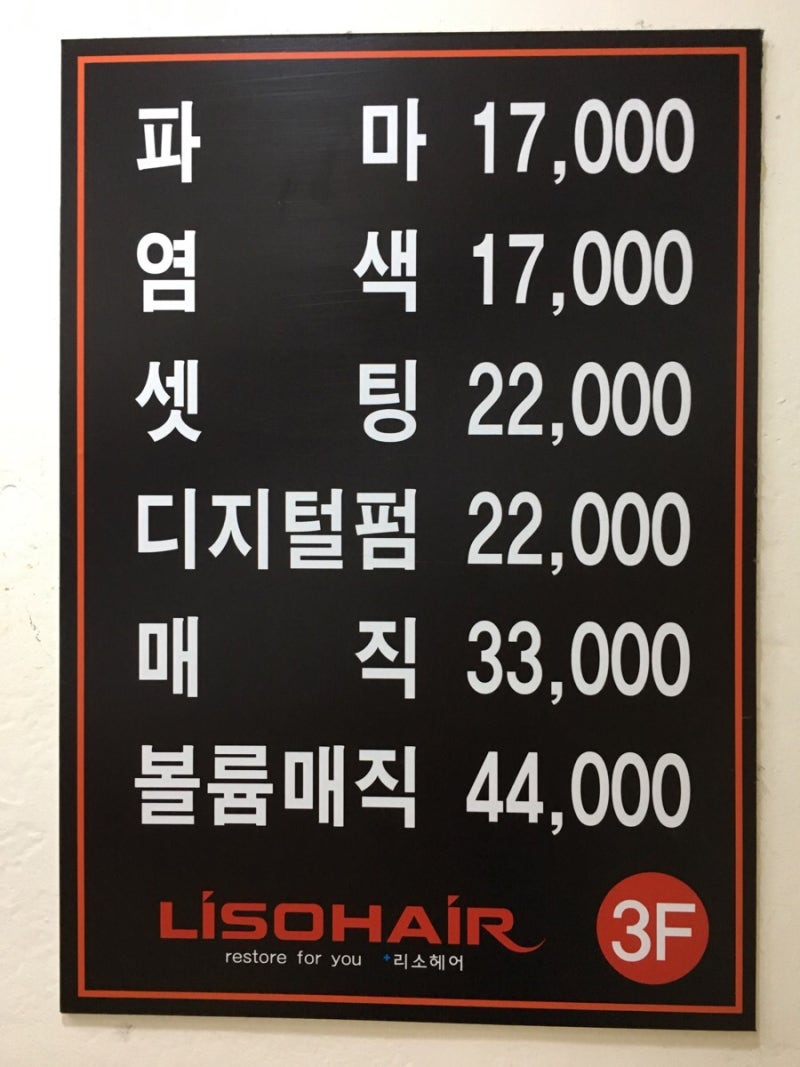 파 마 17,000
염 색 17,000
셋 팅 22,000
디지털펌 22,000
매 직 33,000
볼륨매직 44,000
LISOHAIR
restore for you +리소헤어
3F